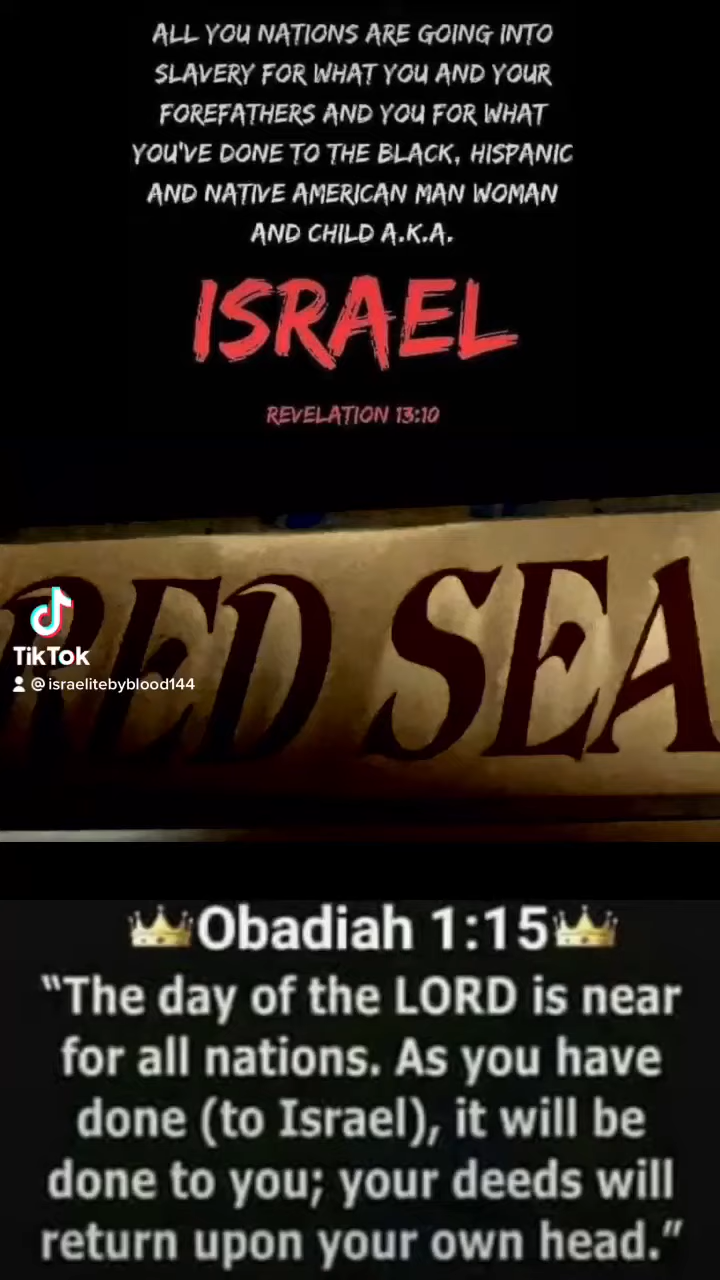 ALL YOU NATIONS ARE GOING INTO
SLAVERY FOR WHAT YOU AND YOUR
FOREFATHERS AND YOU FOR WHAT
YOU'VE DONE TO THE BLACK, HISPANIC
AND NATIVE AMERICAN MAN WOMAN
AND CHILD A.K.A.
ISRAEL
REVELATION 13:10
RED SEA
TikTok
@israelitebyblood144
👑Obadiah 1:15👑
“The day of the LORD is near
for all nations. As you have
done (to Israel), it will be
done to you; your deeds will
return upon your own head.”